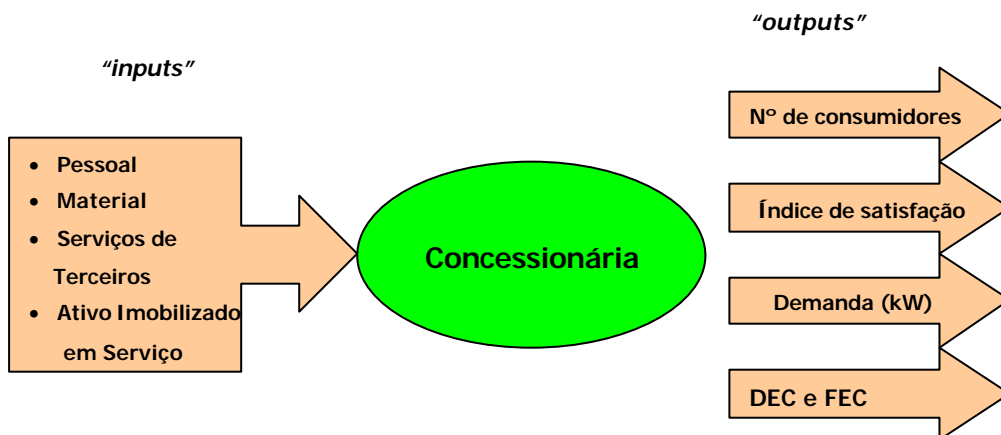 “inputs”
• Pessoal
• Material
• Serviços de
Terceiros
• Ativo Imobilizado
em Serviço
Concessionária
“outputs”
Nº de consumidores
Índice de satisfação
Demanda (kW)
DEC e FEC